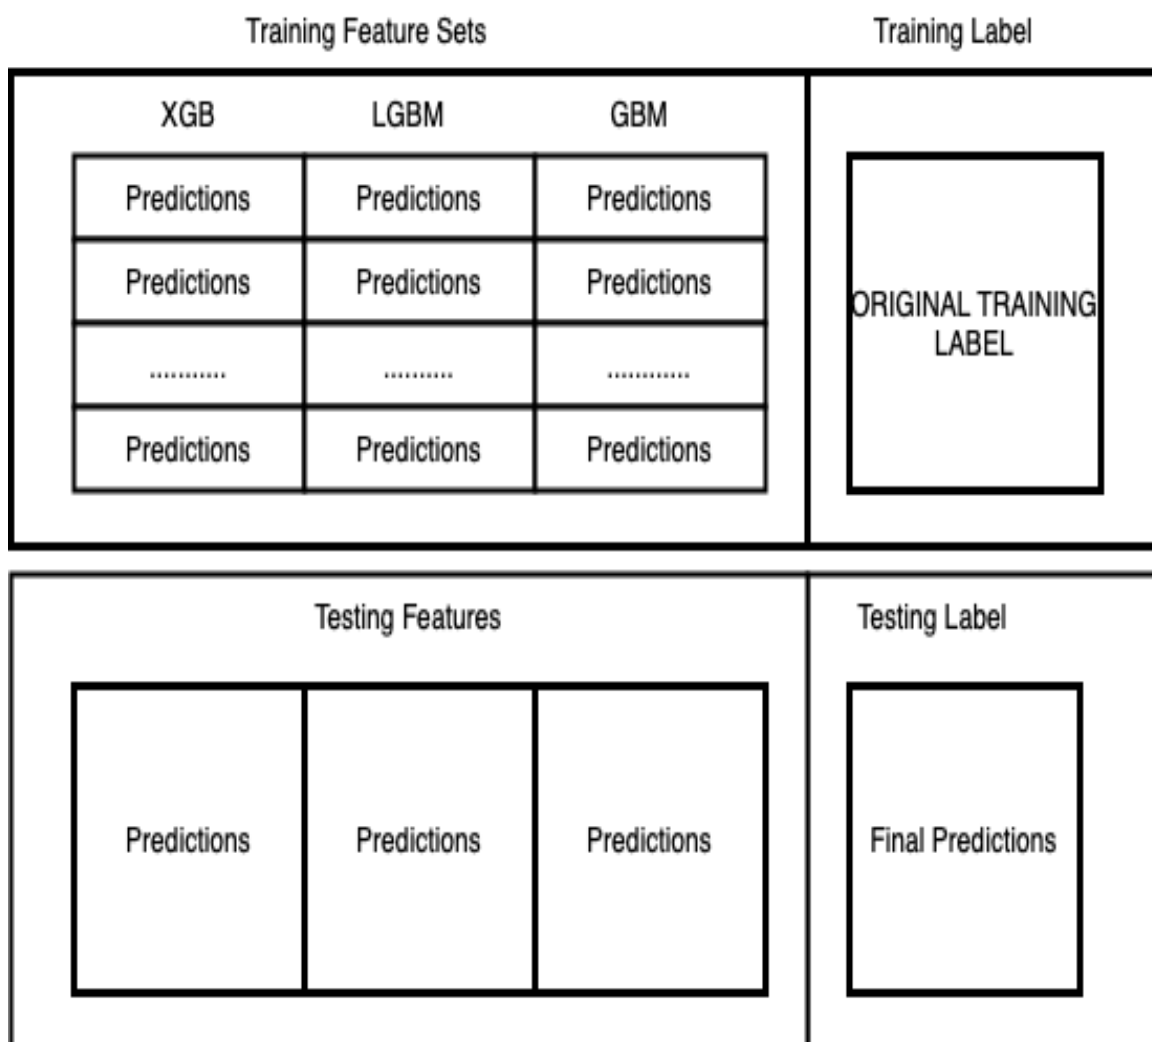 Training Feature Sets Training Label
XGB LGBM GBM
Predictions Predictions Predictions
Predictions Predictions Predictions
........... .......... ............
Predictions Predictions Predictions
ORIGINAL TRAINING
LABEL
Testing Features Testing Label
Predictions Predictions Predictions Final Predictions